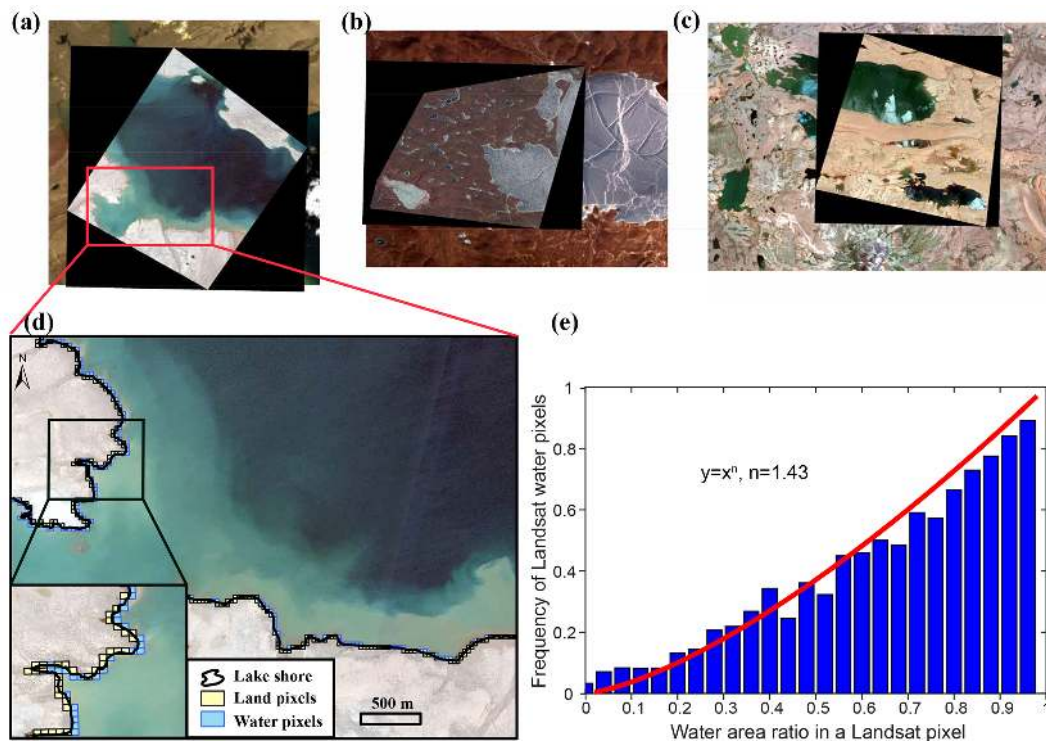 (a)
(b)
(c)
(d)
N
Lake shore
Land pixels
Water pixels
500 m
(e)
Frequency of Landsat water pixels
1
0.8
0.6
0.4
0.2
0
y=xⁿ, n=1.43
0 0.1 0.2 0.3 0.4 0.5 0.6 0.7 0.8 0.9 1
Water area ratio in a Landsat pixel